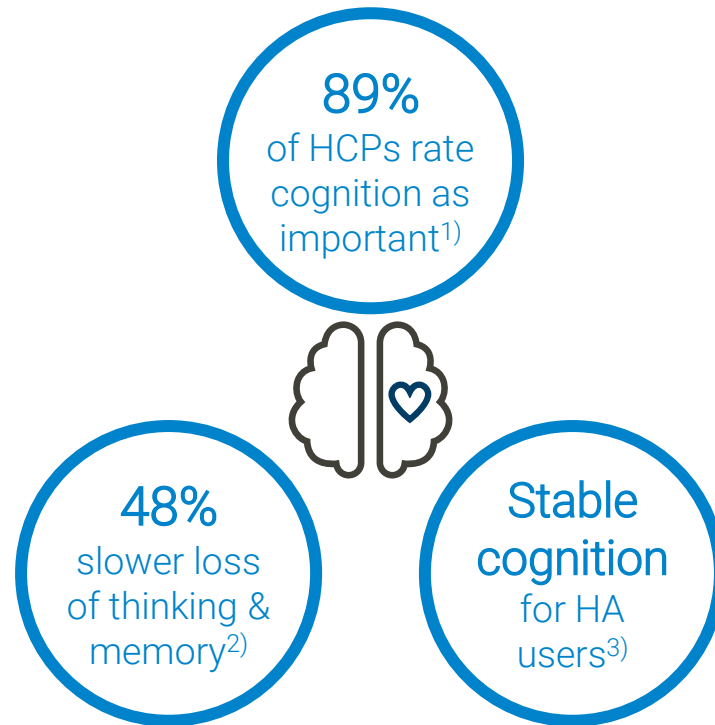 89%
of HCPs rate
cognition as
important1)
48%
slower loss
of thinking &
memory2)
Stable
cognition
for HA
users3)